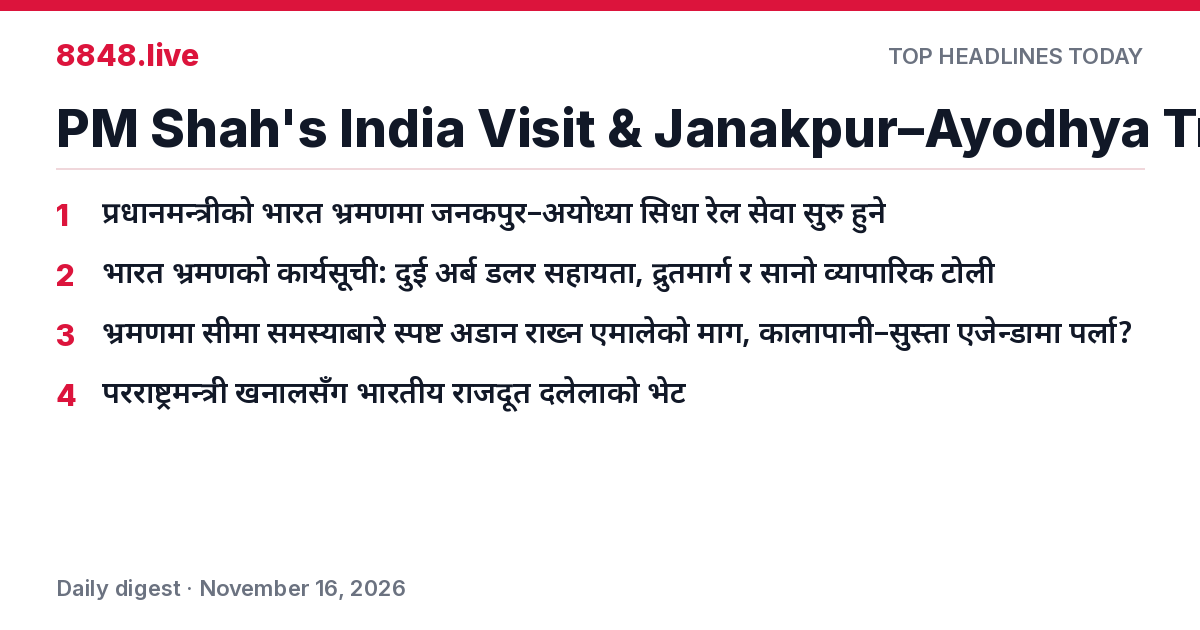 8848.live
TOP HEADLINES TODAY
PM Shah's India Visit & Janakpur–Ayodhya
1 प्रधानमन्त्रीको भारत भ्रमणमा जनकपुर–अयोध्या सिधा रेल सेवा सुरु हुने
2 भारत भ्रमणको कार्यसूची: दुई अर्ब डलर सहायता, द्रुतमार्ग र सानो व्यापारिक टोली
3 भ्रमणमा सीमा समस्याबारे स्पष्ट अडान राख्न एमालेको माग, कालापानी–सुस्ता एजेन्डामा पर्ला?
4 परराष्ट्रमन्त्री खनालसँग भारतीय राजदूत दलेलाको भेट
Daily digest · November 16, 2026